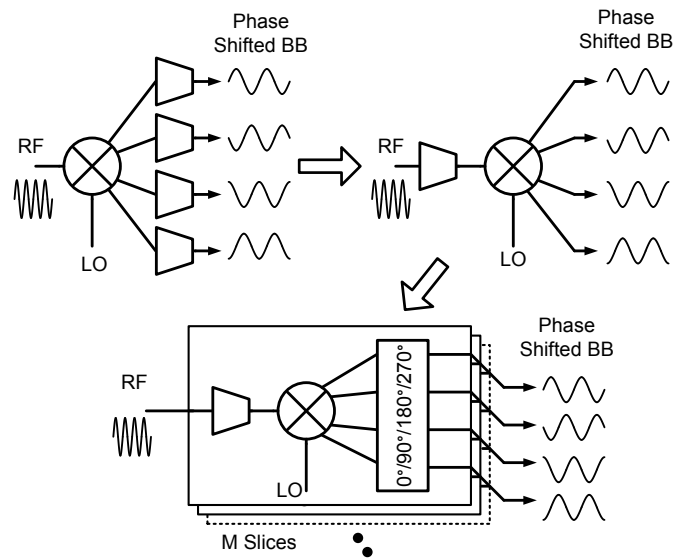 Phase
Shifted BB
Phase
Shifted BB
RF
RF
LO
LO
Phase
Shifted BB
RF
0°/90°/180°/270°
LO
M Slices